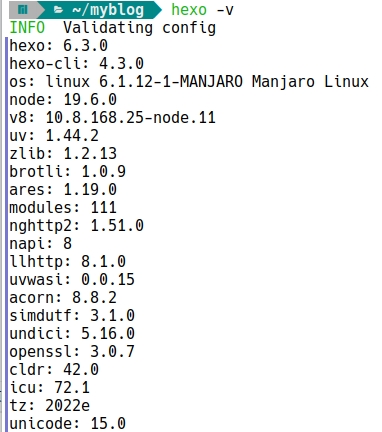 ~/myblog hexo -v
INFO  Validating config
hexo: 6.3.0
hexo-cli: 4.3.0
os: linux 6.1.12-1-MANJARO Manjaro Linux
node: 19.6.0
v8: 10.8.168.25-node.11
uv: 1.44.2
zlib: 1.2.13
brotli: 1.0.9
ares: 1.19.0
modules: 111
nghttp2: 1.51.0
napi: 8
llhttp: 8.1.0
uvwasi: 0.0.15
acorn: 8.8.2
simdutf: 3.1.0
undici: 5.16.0
openssl: 3.0.7
cldr: 42.0
icu: 72.1
tz: 2022e
unicode: 15.0